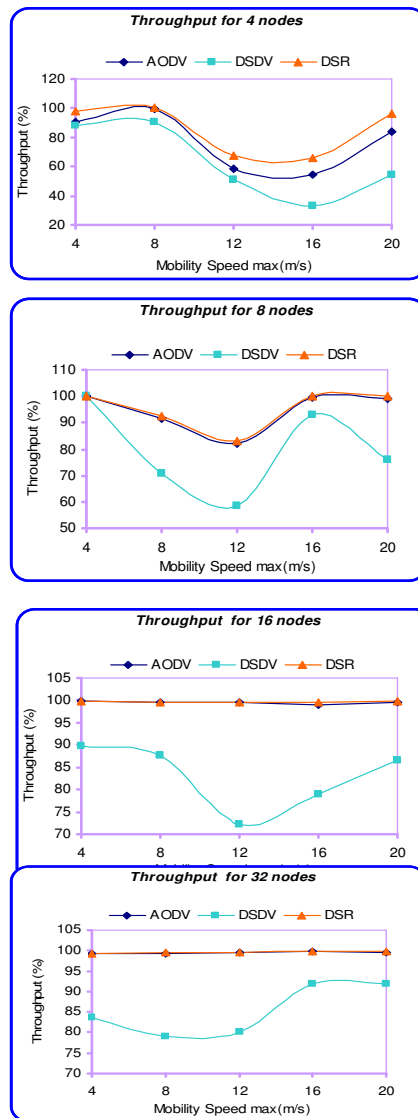 Throughput for 4 nodes
AODV DSDV DSR
Throughput (%)
120
100
80
60
40
20
4 8 12 16 20
Mobility Speed max(m/s)
Throughput for 8 nodes
AODV DSDV DSR
Throughput (%)
110
100
90
80
70
60
50
4 8 12 16 20
Mobility Speed max(m/s)
Throughput for 16 nodes
AODV DSDV DSR
Throughput (%)
105
100
95
90
85
80
75
70
4 8 12 16 20
Throughput for 32 nodes
AODV DSDV DSR
Throughput (%)
105
100
95
90
85
80
75
70
4 8 12 16 20
Mobility Speed max(m/s)